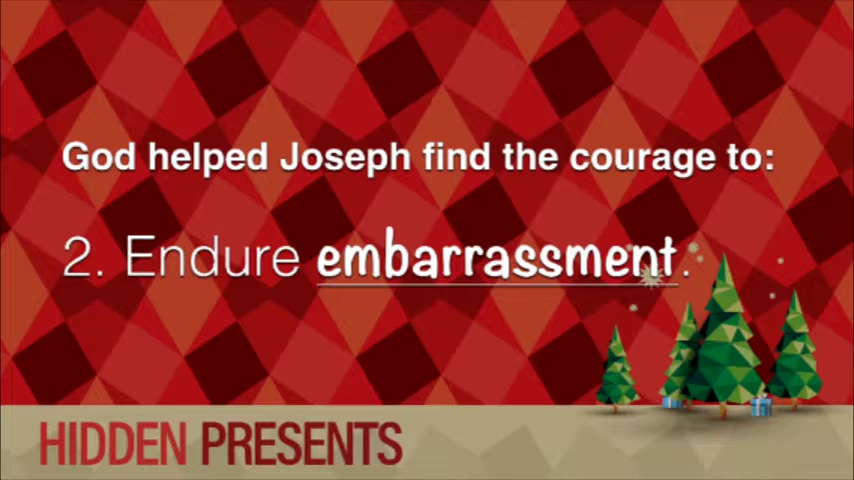 God helped Joseph find the courage to:
2. Endure embarrassment.
HIDDEN PRESENTS